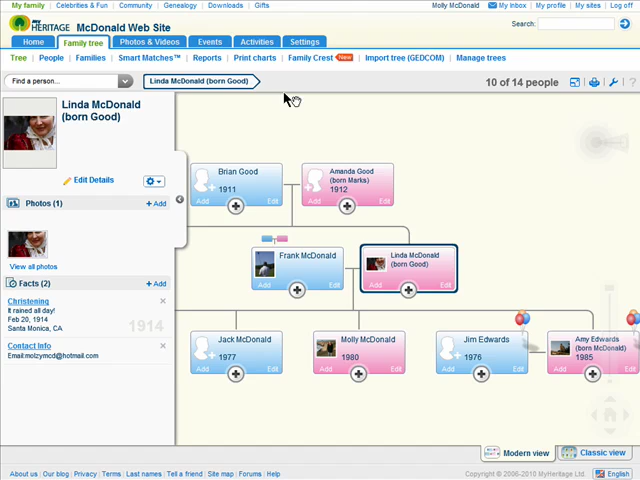 My family Celebrities & Fun Community Genealogy Downloads Gifts Molly McDonald My inbox My profile My sites Log out
MY HERITAGE McDonald Web Site Search:
Home Family tree Photos & Videos Events Activities Settings
Tree People Families Smart Matches™ Reports Print charts Family Crest New Import tree (GEDCOM) Manage trees
Find a person... Linda McDonald (born Good) 10 of 14 people ?
Linda McDonald
(born Good)
Edit Details
Photos (1) Add
View all photos
Facts (2) Add
Christening
It rained all day!
Feb 20, 1914
Santa Monica, CA
1914
Contact Info
Email:molzymcd@hotmail.com
Brian Good
1911
Add Edit
Amanda Good
(born Marks)
1912
Add Edit
Frank McDonald
Add Edit
Linda McDonald
(born Good)
Add Edit
Jack McDonald
1977
Add Edit
Molly McDonald
1980
Add Edit
Jim Edwards
1976
Add Edit
Amy Edwards
(born McDonald)
1985
Add Edit
Modern view Classic view
About us Our blog Privacy Terms Last names Tell a friend Site map Forums Help Copyright © 2006-2010 MyHeritage Ltd. English